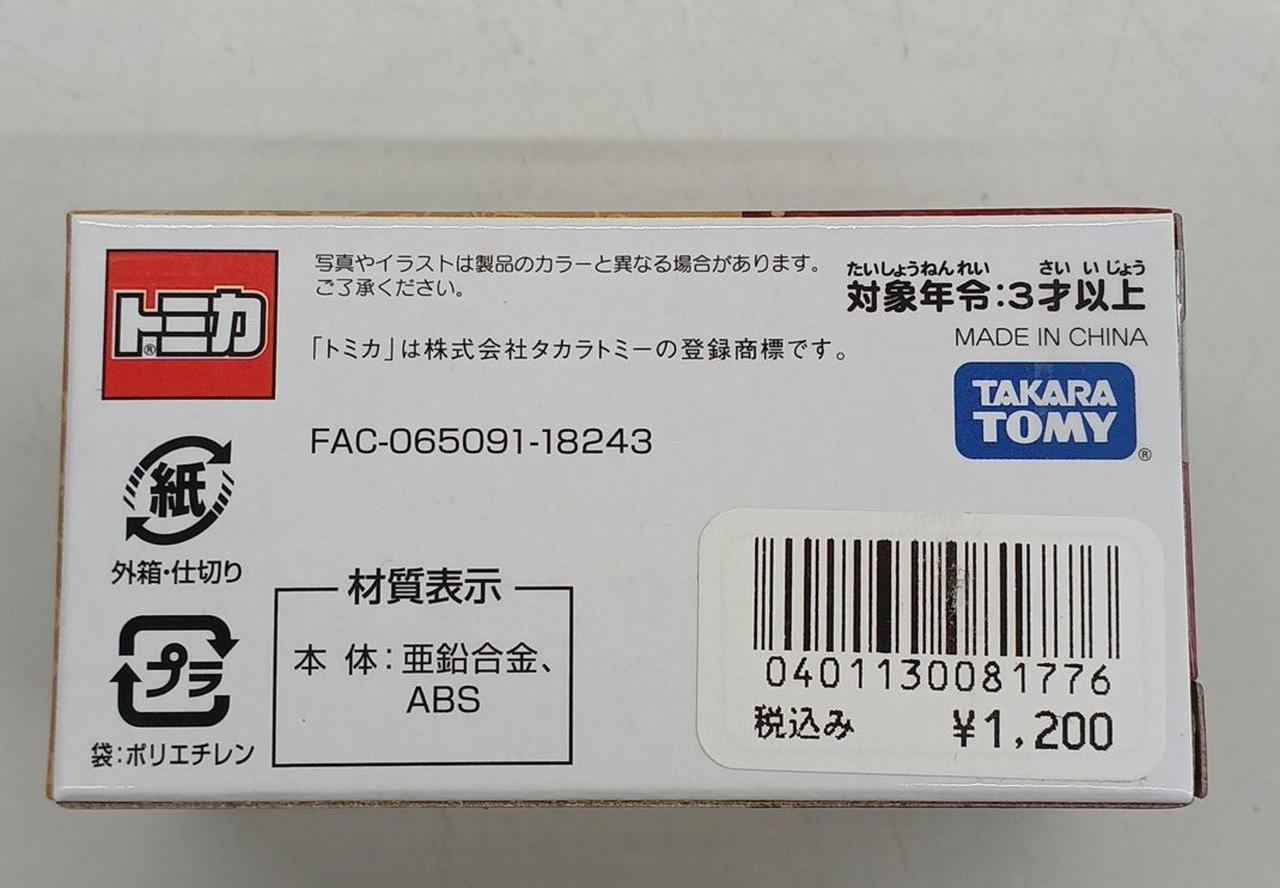 トミカ®
写真やイラストは製品のカラーと異なる場合があります。
ご了承ください。
「トミカ」は株式会社タカラトミーの登録商標です。
FAC-065091-18243
たいしょうねんれい さいいじょう
対象年令:3才以上
MADE IN CHINA
TAKARA
TOMY®
紙
外箱・仕切り
プラ
袋:ポリエチレン
材質表示
本 体:亜鉛合金、
ABS
0401130081776
税込み ¥1,200